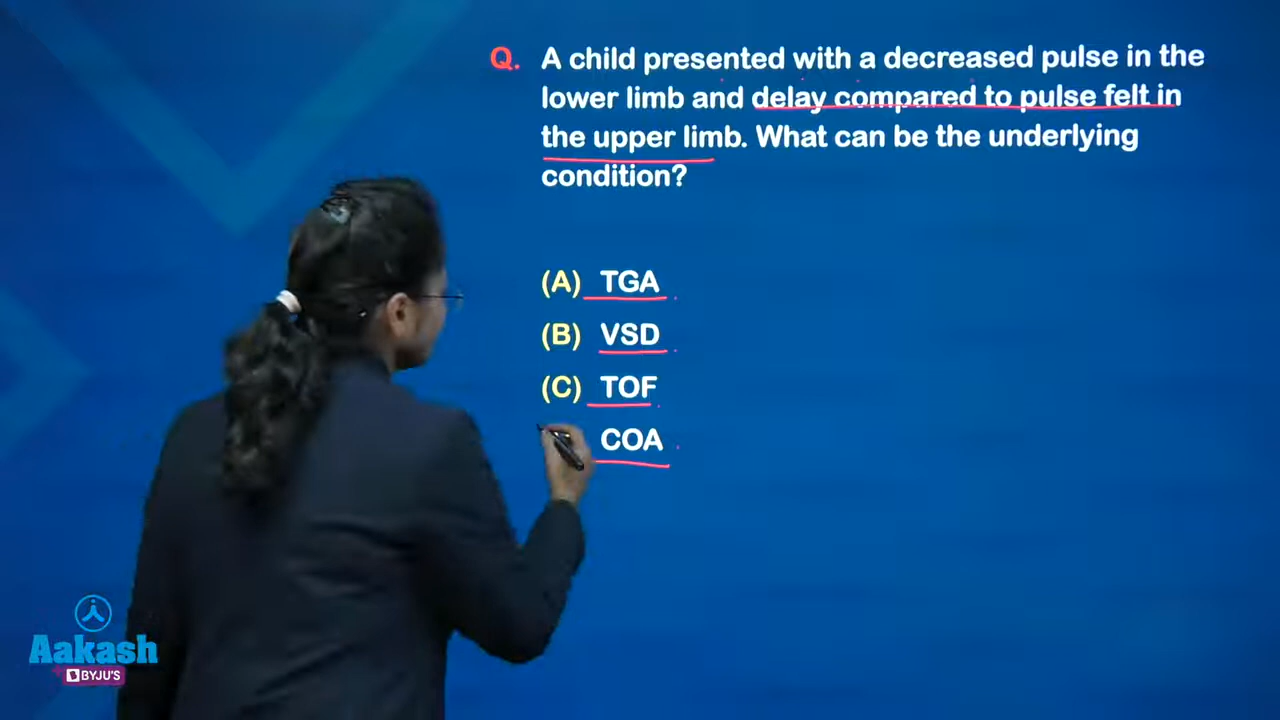 Q. A child presented with a decreased pulse in the
lower limb and delay compared to pulse felt in
the upper limb. What can be the underlying
condition?
(A) TGA
(B) VSD
(C) TOF
COA
Aakash
BYJU'S